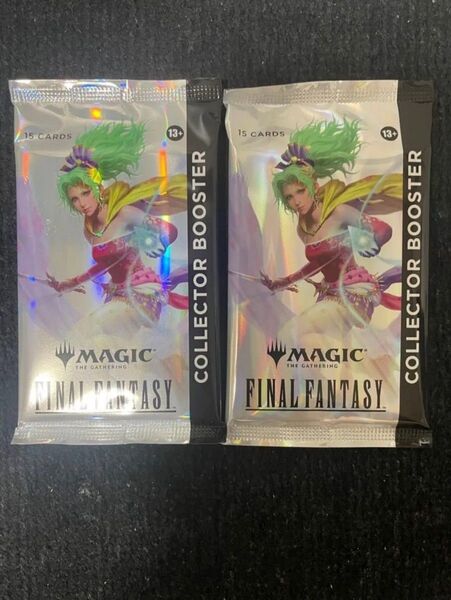 15 CARDS
13+
COLLECTOR BOOSTER
MAGIC
THE GATHERING
FINAL FANTASY
15 CARDS
13+
COLLECTOR BOOSTER
MAGIC
THE GATHERING
FINAL FANTASY